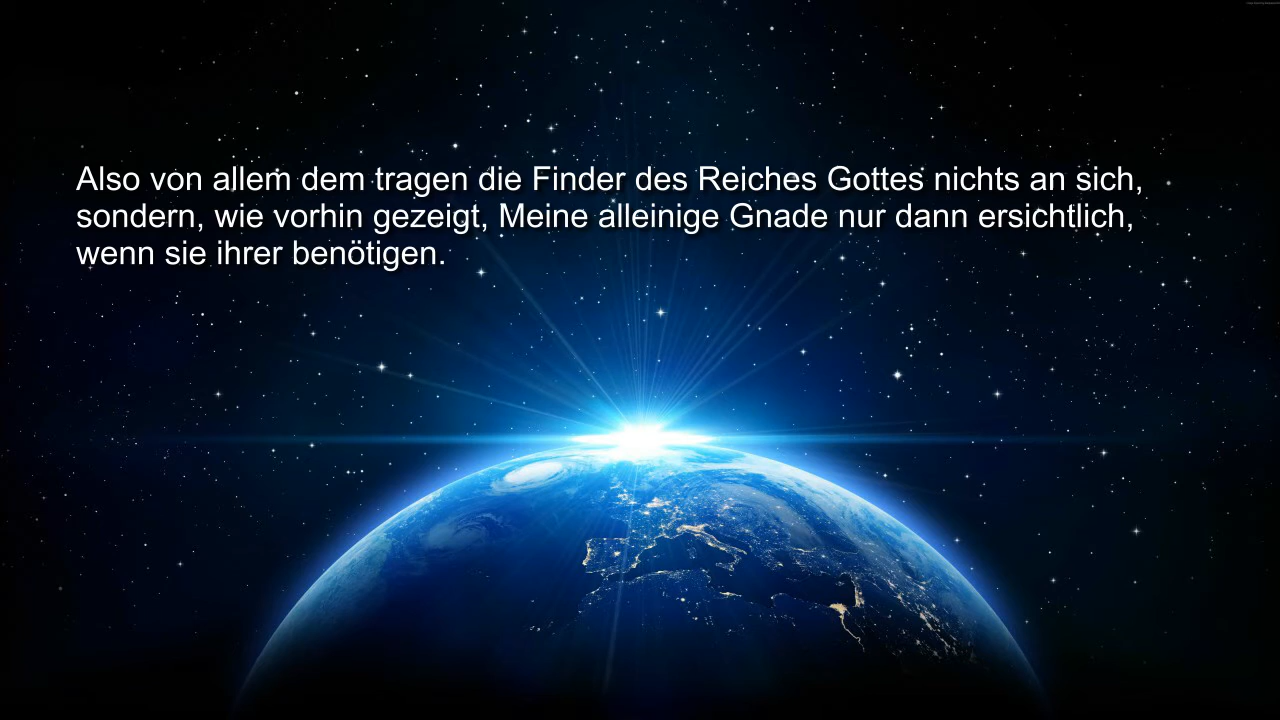 Also von allem dem tragen die Finder des Reiches Gottes nichts an sich,
sondern, wie vorhin gezeigt, Meine alleinige Gnade nur dann ersichtlich,
wenn sie ihrer benötigen.